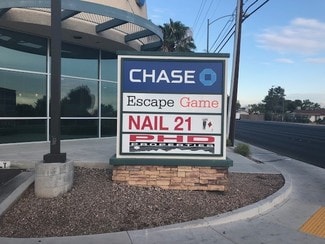 CHASE
Escape Game
NAIL 21
PHD
PROPERTIES